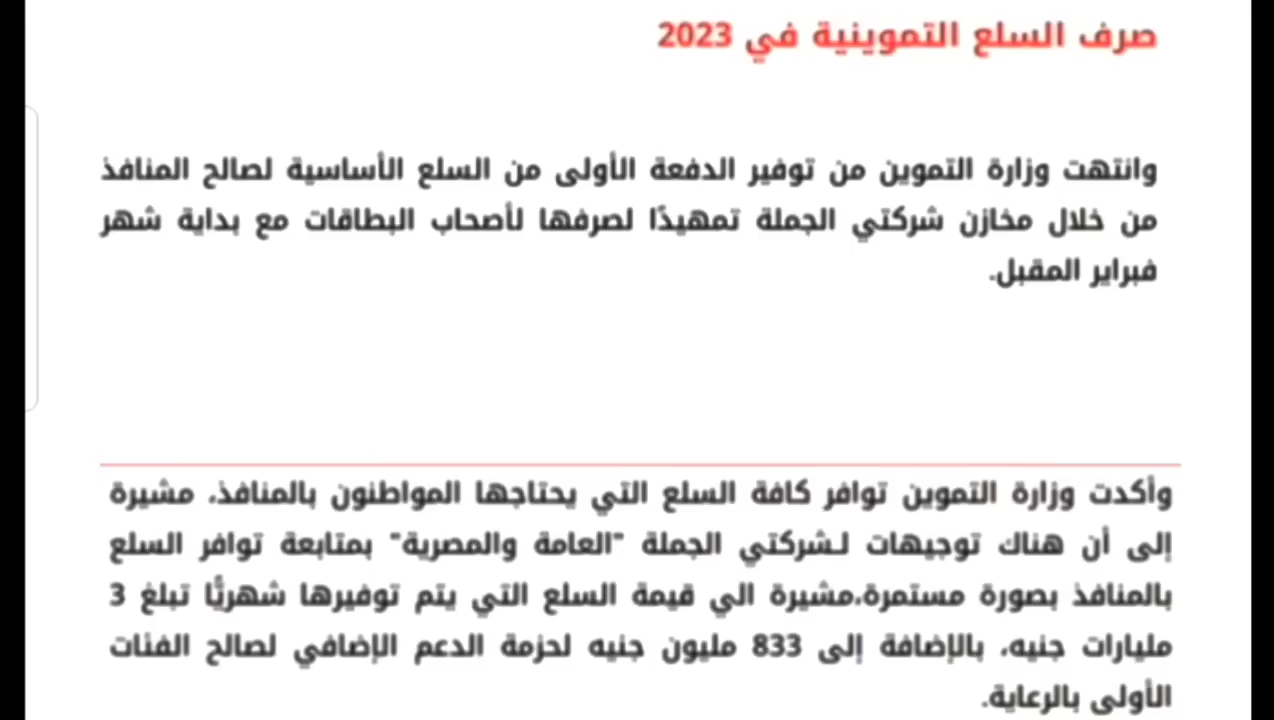 صرف السلع التموينية في 2023
وانتهت وزارة التموين من توفير الدفعة الأولى من السلع الأساسية لصالح المنافذ
من خلال مخازن شركتي الجملة تمهيدًا لصرفها لأصحاب البطاقات مع بداية شهر
فبراير المقبل.
وأكدت وزارة التموين توافر كافة السلع التي يحتاجها المواطنون بالمنافذ، مشيرة
إلى أن هناك توجيهات لـشركتي الجملة "العامة والمصرية" بمتابعة توافر السلع
بالمنافذ بصورة مستمرة،مشيرة الي قيمة السلع التي يتم توفيرها شهريًّا تبلغ 3
مليارات جنيه، بالإضافة إلى 833 مليون جنيه لحزمة الدعم الإضافي لصالح الفئات
الأولى بالرعاية.